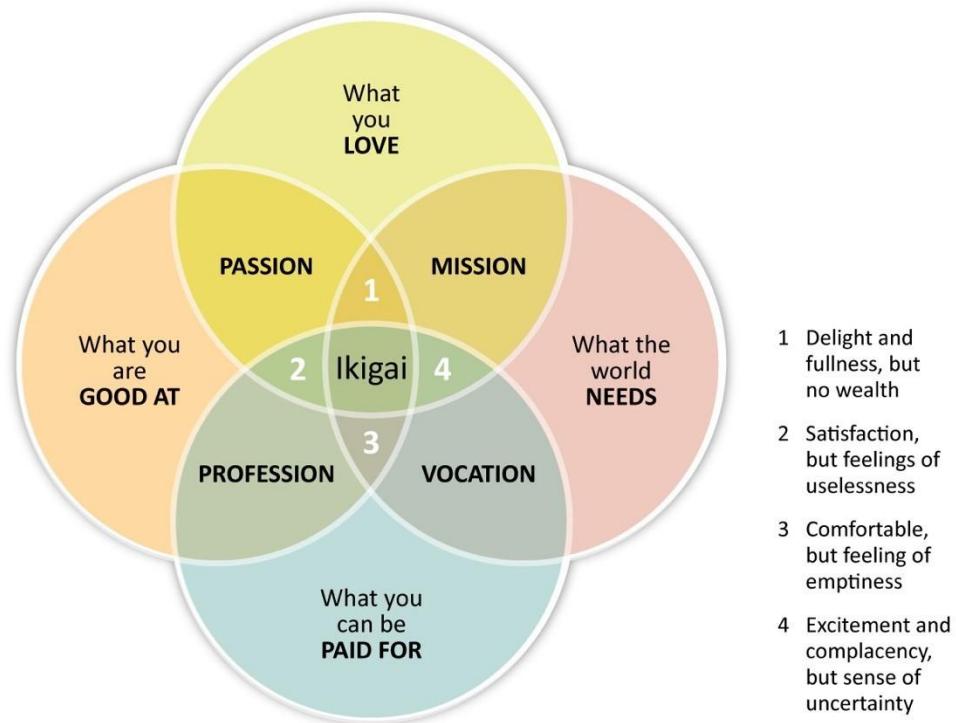 What
you
LOVE
PASSION
MISSION
1
What you
are
GOOD AT
2
Ikigai
4
What the
world
NEEDS
3
PROFESSION
VOCATION
What you
can be
PAID FOR
1 Delight and
fullness, but
no wealth
2 Satisfaction,
but feelings of
uselessness
3 Comfortable,
but feeling of
emptiness
4 Excitement and
complacency,
but sense of
uncertainty